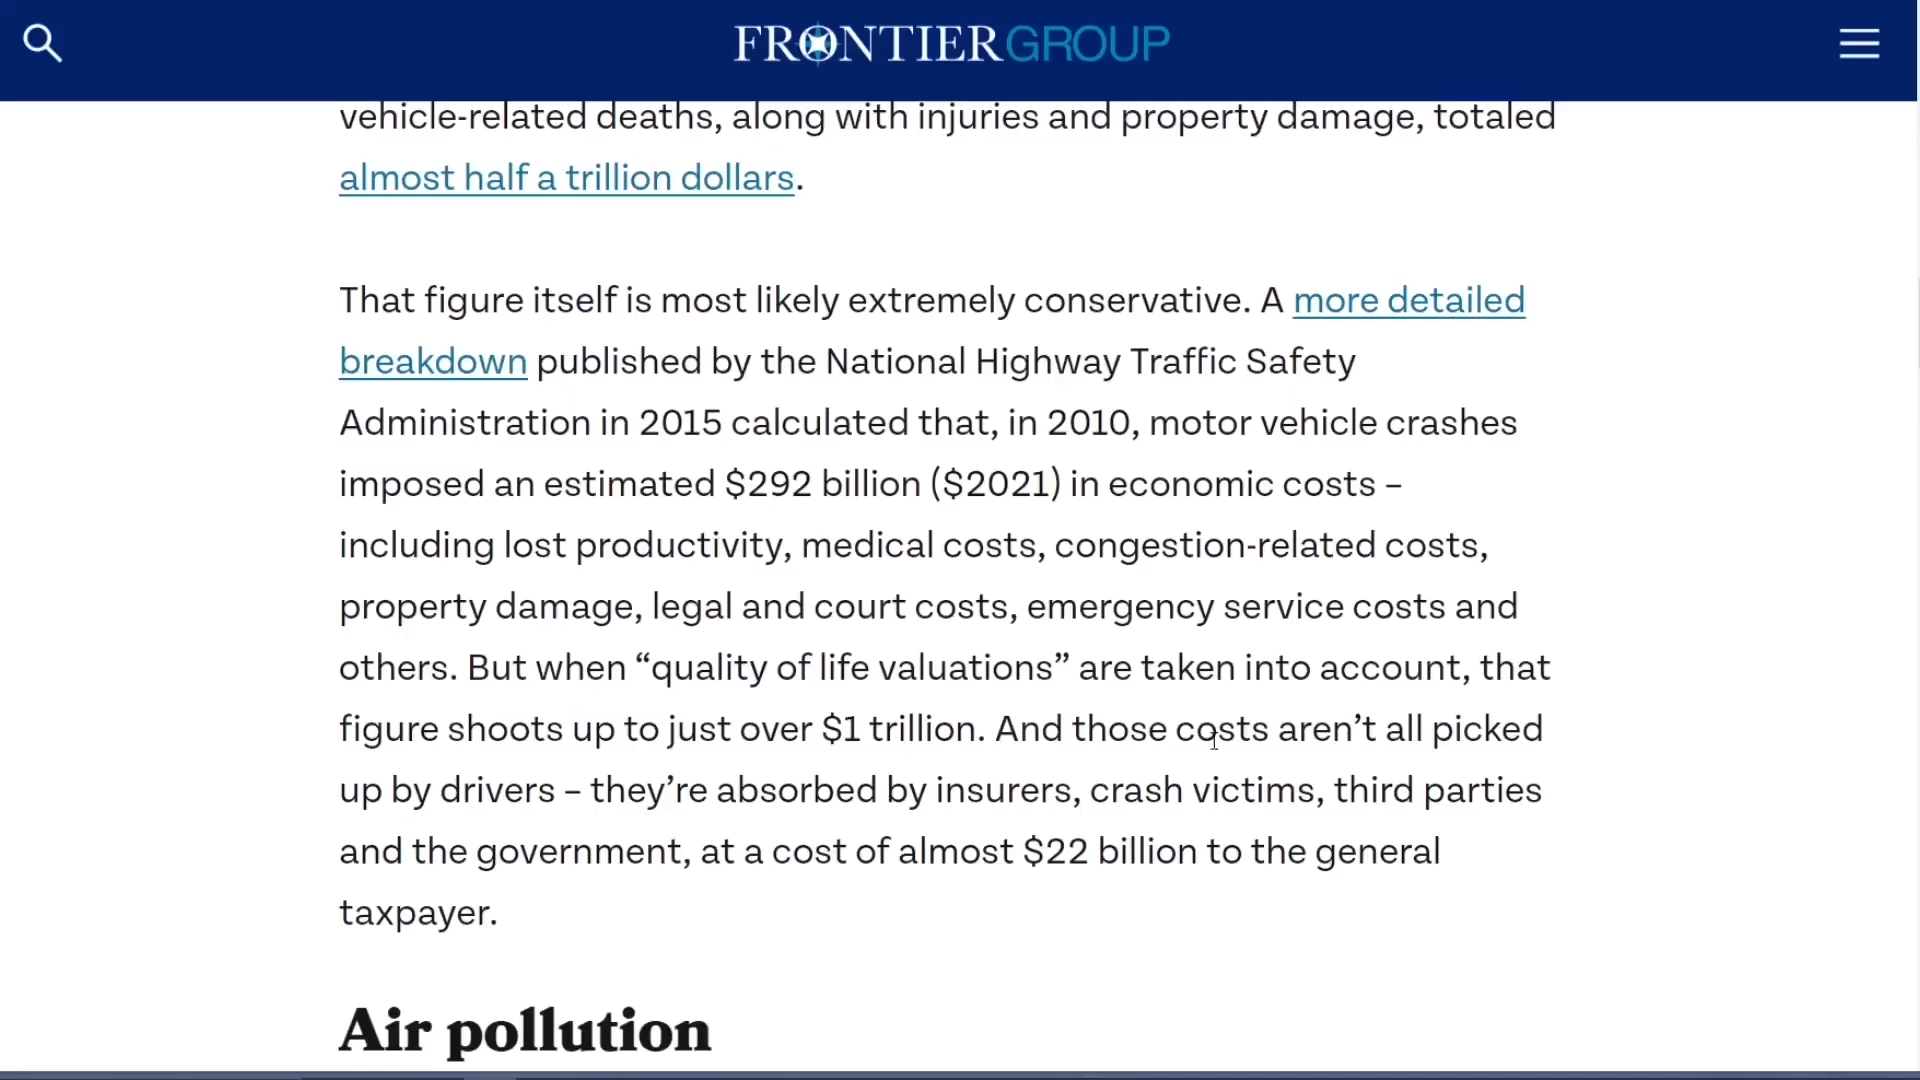 FRONTIERGROUP
vehicle-related deaths, along with injuries and property damage, totaled
almost half a trillion dollars.
That figure itself is most likely extremely conservative. A more detailed
breakdown published by the National Highway Traffic Safety
Administration in 2015 calculated that, in 2010, motor vehicle crashes
imposed an estimated $292 billion ($2021) in economic costs –
including lost productivity, medical costs, congestion-related costs,
property damage, legal and court costs, emergency service costs and
others. But when “quality of life valuations” are taken into account, that
figure shoots up to just over $1 trillion. And those costs aren’t all picked
up by drivers – they’re absorbed by insurers, crash victims, third parties
and the government, at a cost of almost $22 billion to the general
taxpayer.
Air pollution